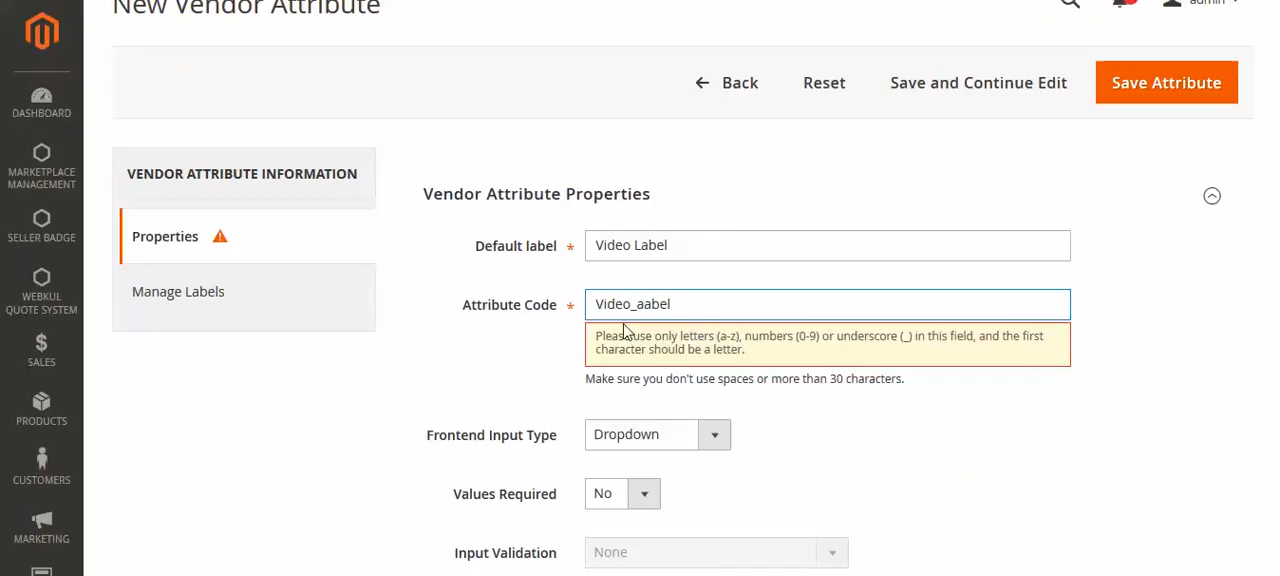 New Vendor Attribute
admin
Back
Reset
Save and Continue Edit
Save Attribute
DASHBOARD
MARKETPLACE
MANAGEMENT
SELLER BADGE
WEBKUL
QUOTE SYSTEM
SALES
PRODUCTS
CUSTOMERS
MARKETING
VENDOR ATTRIBUTE INFORMATION
Properties
Manage Labels
Vendor Attribute Properties
Default label *
Video Label
Attribute Code *
Video_aabel
Please use only letters (a-z), numbers (0-9) or underscore (_) in this field, and the first
character should be a letter.
Make sure you don't use spaces or more than 30 characters.
Frontend Input Type
Dropdown
Values Required
No
Input Validation
None